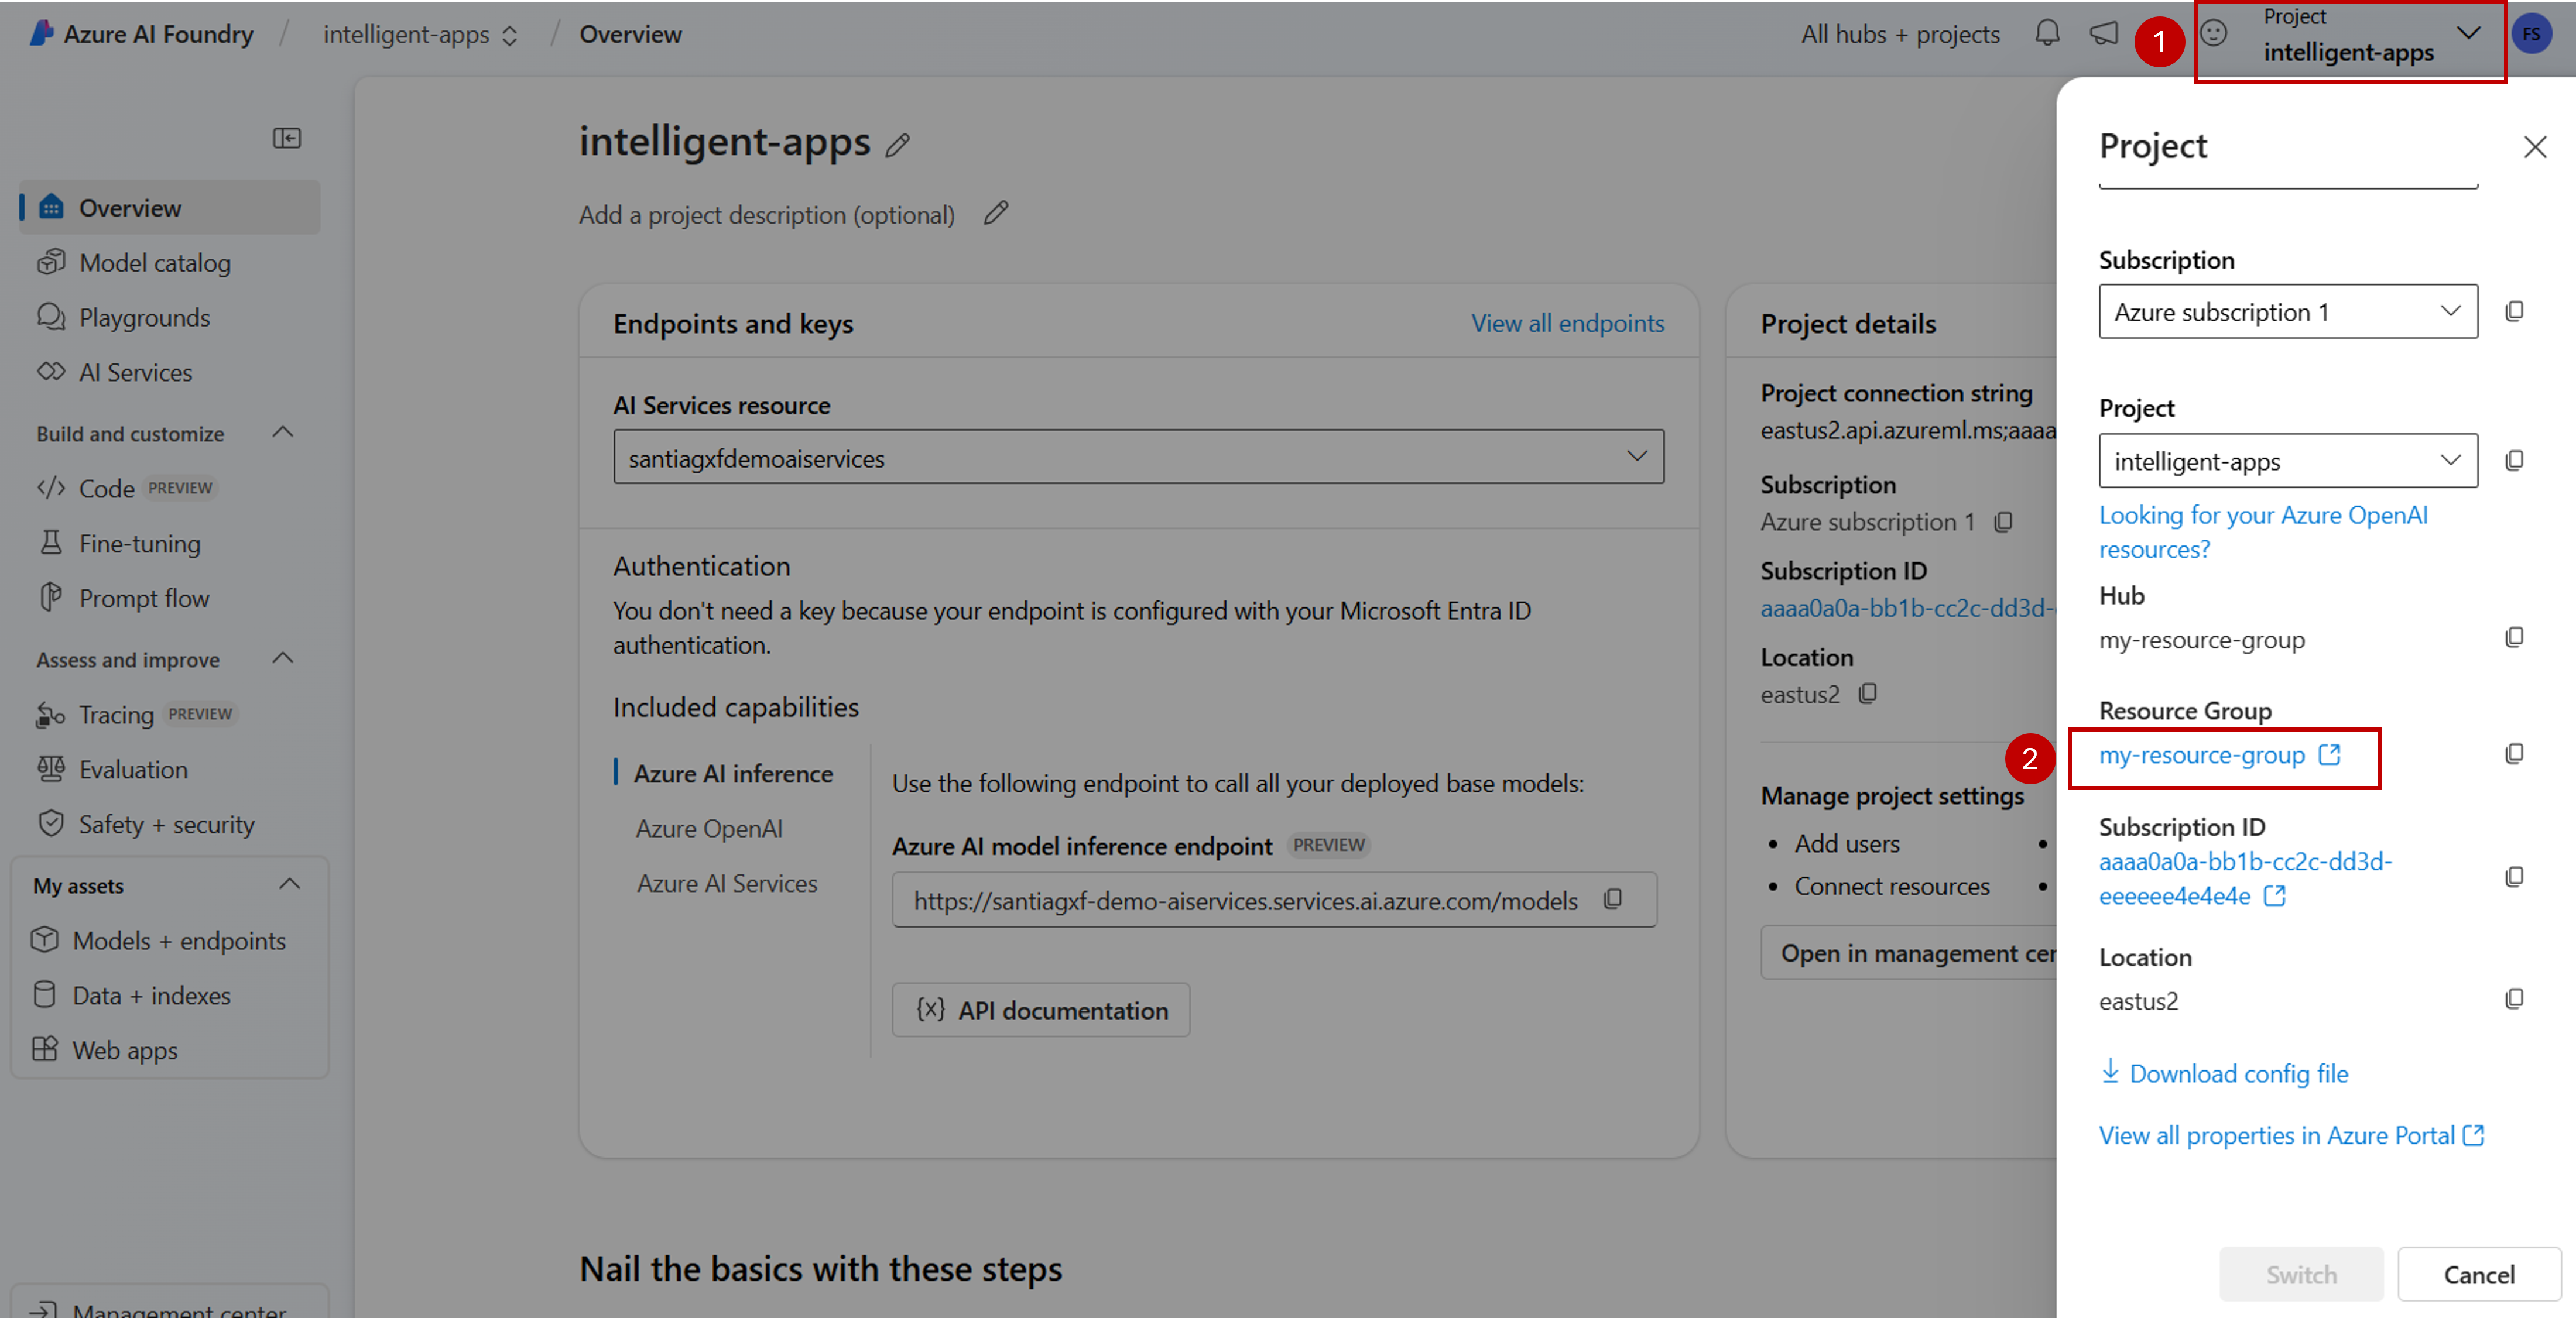 Azure AI Foundry / intelligent-apps / Overview
All hubs + projects
1
Project
intelligent-apps
FS
Overview
Model catalog
Playgrounds
AI Services
Build and customize
Code PREVIEW
Fine-tuning
Prompt flow
Assess and improve
Tracing PREVIEW
Evaluation
Safety + security
My assets
Models + endpoints
Data + indexes
Web apps
Management center
intelligent-apps
Add a project description (optional)
Endpoints and keys
View all endpoints
AI Services resource
santiagxfdemoaiservices
Authentication
You don't need a key because your endpoint is configured with your Microsoft Entra ID
authentication.
Included capabilities
Azure AI inference
Azure OpenAI
Azure AI Services
Use the following endpoint to call all your deployed base models:
Azure AI model inference endpoint PREVIEW
https://santiagxf-demo-aiservices.services.ai.azure.com/models
{x} API documentation
Nail the basics with these steps
Project details
Project connection string
eastus2.api.azureml.ms;aaaa
Subscription
Azure subscription 1
Subscription ID
aaaa0a0a-bb1b-cc2c-dd3d-
Location
eastus2
Manage project settings
• Add users
• Connect resources
Open in management cen
Project
Subscription
Azure subscription 1
Project
intelligent-apps
Looking for your Azure OpenAI
resources?
Hub
my-resource-group
Resource Group
2
my-resource-group
Subscription ID
aaaa0a0a-bb1b-cc2c-dd3d-
eeeeee4e4e4e
Location
eastus2
Download config file
View all properties in Azure Portal
Switch
Cancel